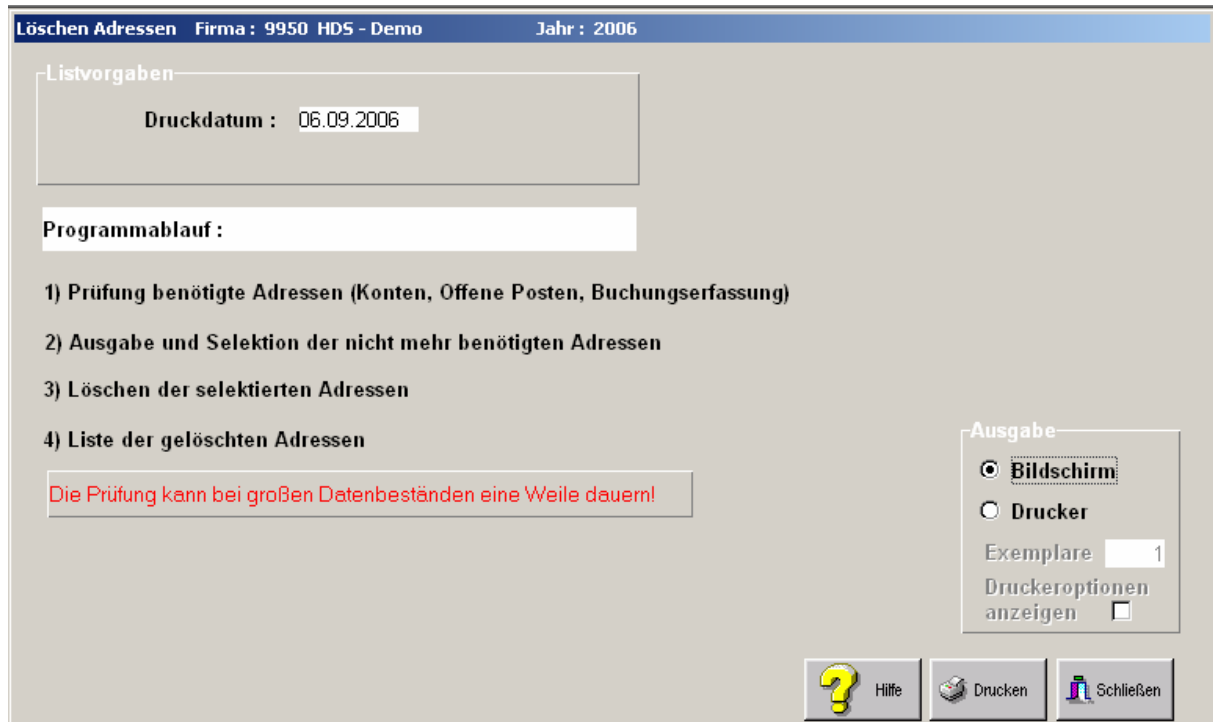 Löschen Adressen Firma : 9950 HDS - Demo Jahr : 2006
Listvorgaben
Druckdatum : 06.09.2006
Programmablauf :
1) Prüfung benötigte Adressen (Konten, Offene Posten, Buchungserfassung)
2) Ausgabe und Selektion der nicht mehr benötigten Adressen
3) Löschen der selektierten Adressen
4) Liste der gelöschten Adressen
Die Prüfung kann bei großen Datenbeständen eine Weile dauern!
Ausgabe
Bildschirm
Drucker
Exemplare 1
Druckeroptionen
anzeigen
Hilfe Drucken Schließen